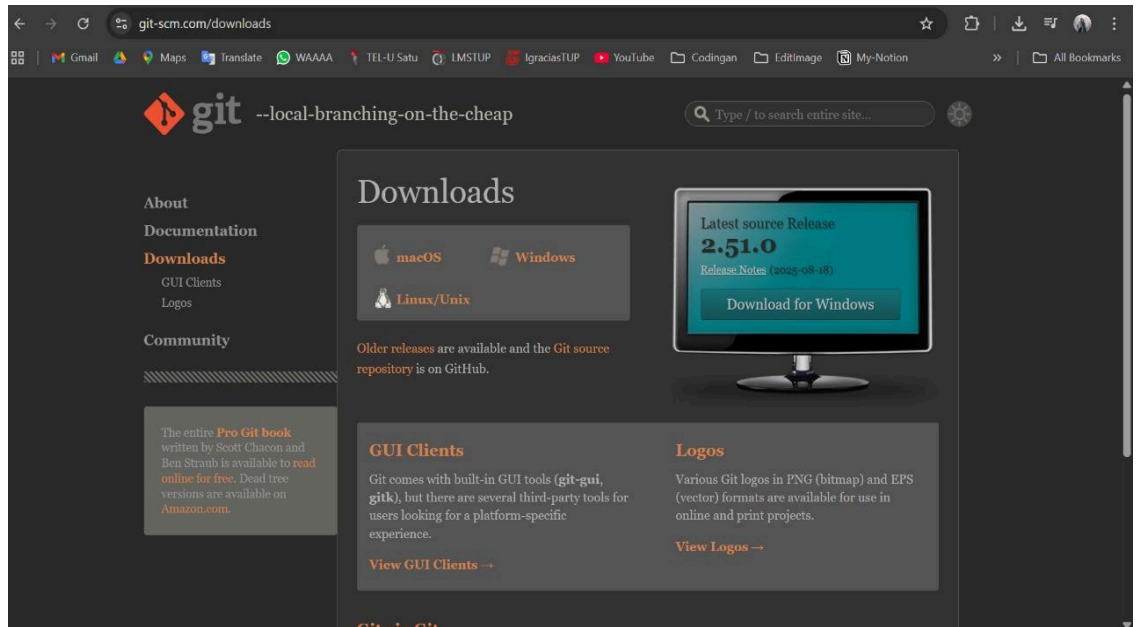 git-scm.com/downloads
Gmail Maps Translate WAAAA TEL-U Satu LMSTUP IgraciasTUP YouTube Codingan EditImage My-Notion » All Bookmarks
git --local-branching-on-the-cheap
Type / to search entire site...
About
Documentation
Downloads
GUI Clients
Logos
Community
The entire Pro Git book
written by Scott Chacon and
Ben Straub is available to read
online for free. Dead tree
versions are available on
Amazon.com.
Downloads
macOS Windows
Linux/Unix
Older releases are available and the Git source
repository is on GitHub.
Latest source Release
2.51.0
Release Notes (2025-08-18)
Download for Windows
GUI Clients
Git comes with built-in GUI tools (git-gui,
gitk), but there are several third-party tools for
users looking for a platform-specific
experience.
View GUI Clients →
Logos
Various Git logos in PNG (bitmap) and EPS
(vector) formats are available for use in
online and print projects.
View Logos →